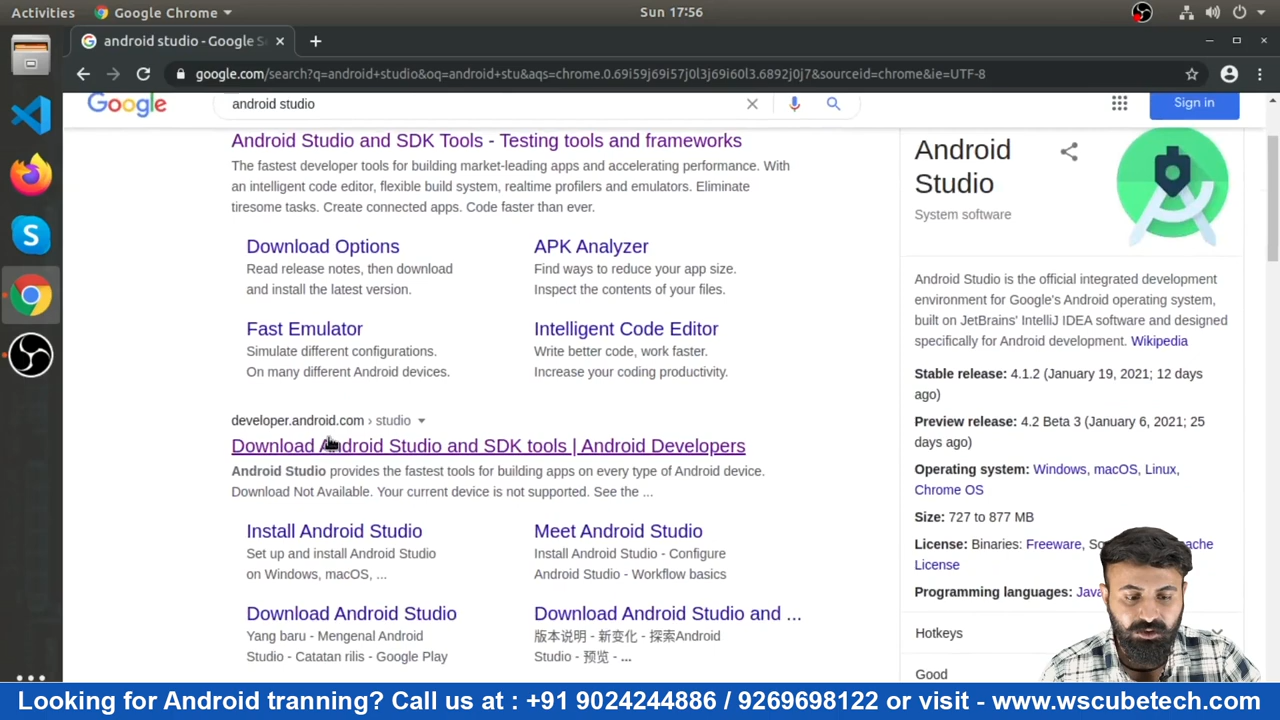 Activities
Google Chrome
Sun 17:56
android studio - Google S
google.com/search?q=android+studio&oq=android+stu&aqs=chrome.0.69i59j69i57j0l3j69i60l3.6892j0j7&sourceid=chrome&ie=UTF-8
Google
android studio
Sign in
Android Studio and SDK Tools - Testing tools and frameworks
The fastest developer tools for building market-leading apps and accelerating performance. With
an intelligent code editor, flexible build system, realtime profilers and emulators. Eliminate
tiresome tasks. Create connected apps. Code faster than ever.
Download Options
Read release notes, then download
and install the latest version.
APK Analyzer
Find ways to reduce your app size.
Inspect the contents of your files.
Fast Emulator
Simulate different configurations.
On many different Android devices.
Intelligent Code Editor
Write better code, work faster.
Increase your coding productivity.
developer.android.com › studio
Download Android Studio and SDK tools | Android Developers
Android Studio provides the fastest tools for building apps on every type of Android device.
Download Not Available. Your current device is not supported. See the ...
Install Android Studio
Set up and install Android Studio
on Windows, macOS, ...
Meet Android Studio
Install Android Studio - Configure
Android Studio - Workflow basics
Download Android Studio
Yang baru - Mengenal Android
Studio - Catatan rilis - Google Play
Download Android Studio and ...
版本说明 - 新变化 - 探索Android
Studio - 预览 - ...
Android
Studio
System software
Android Studio is the official integrated development
environment for Google's Android operating system,
built on JetBrains' IntelliJ IDEA software and designed
specifically for Android development. Wikipedia
Stable release: 4.1.2 (January 19, 2021; 12 days
ago)
Preview release: 4.2 Beta 3 (January 6, 2021; 25
days ago)
Operating system: Windows, macOS, Linux,
Chrome OS
Size: 727 to 877 MB
License: Binaries: Freeware,
License
Programming languages:
Hotkeys
Good
Looking for Android tranning? Call us at : +91 9024244886 / 9269698122 or visit - www.wscubetech.com